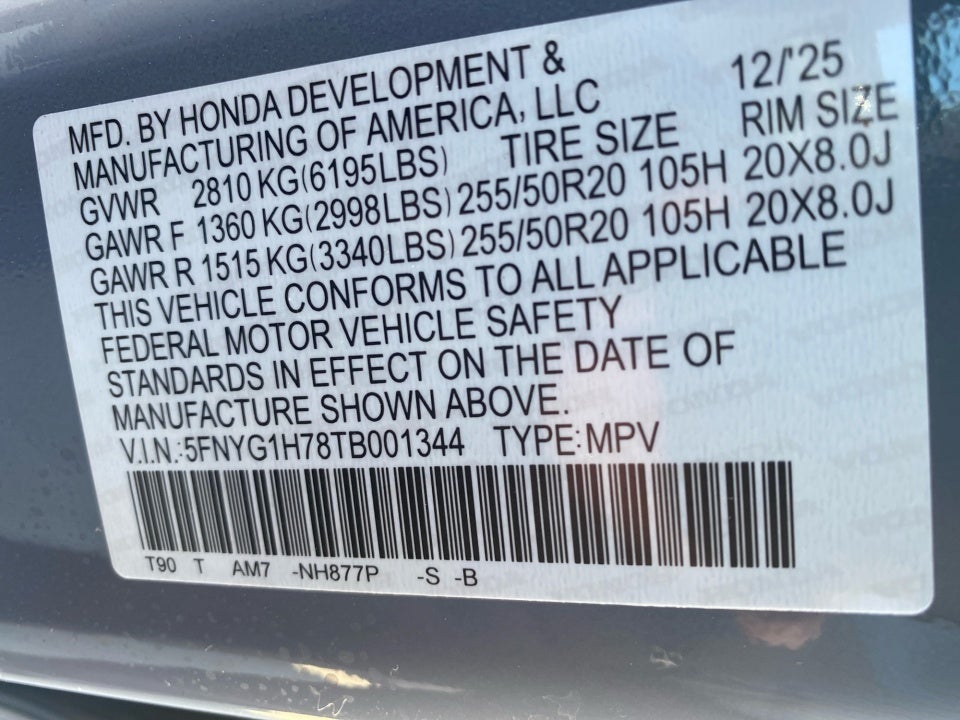 MFD. BY HONDA DEVELOPMENT & 12/'25
MANUFACTURING OF AMERICA, LLC
GVWR 2810 KG(6195LBS) TIRE SIZE RIM SIZE
GAWR F 1360 KG(2998LBS) 255/50R20 105H 20X8.0J
GAWR R 1515 KG(3340LBS) 255/50R20 105H 20X8.0J
THIS VEHICLE CONFORMS TO ALL APPLICABLE
FEDERAL MOTOR VEHICLE SAFETY
STANDARDS IN EFFECT ON THE DATE OF
MANUFACTURE SHOWN ABOVE.
V.I.N.:5FNYG1H78TB001344 TYPE:MPV
T90 T AM7 -NH877P -S -B